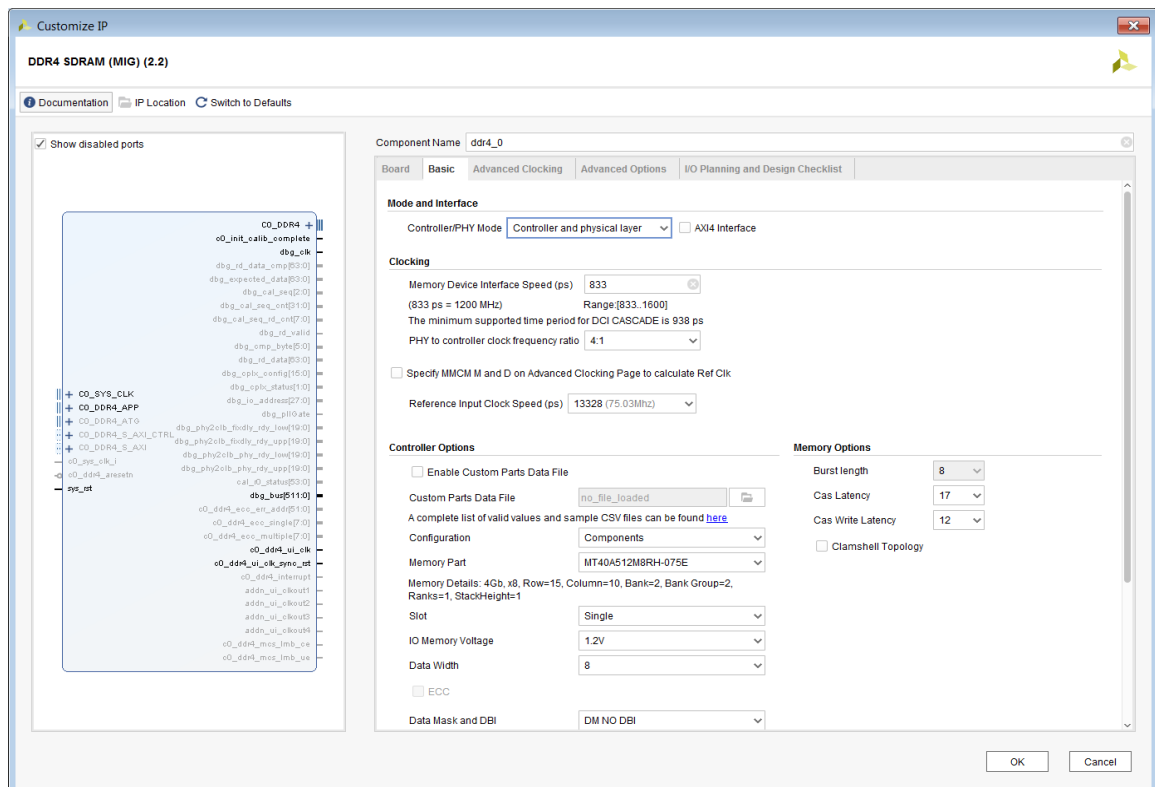 Customize IP
DDR4 SDRAM (MIG) (2.2)
Documentation IP Location Switch to Defaults
Show disabled ports
C0_DDR4
c0_init_calib_complete
dbg_clk
dbg_rd_data_cmp[63:0]
dbg_expected_data[63:0]
dbg_cal_seq[2:0]
dbg_cal_seq_cnt[31:0]
dbg_cal_seq_rd_cnt[7:0]
dbg_rd_valid
dbg_cmp_byte[5:0]
dbg_rd_data[63:0]
dbg_cplx_config[15:0]
dbg_cplx_status[1:0]
dbg_io_address[27:0]
dbg_pllGate
dbg_phy2clb_fixdly_rdy_low[19:0]
dbg_phy2clb_fixdly_rdy_upp[19:0]
dbg_phy2clb_phy_rdy_low[19:0]
dbg_phy2clb_phy_rdy_upp[19:0]
cal_r0_status[53:0]
dbg_bus[511:0]
c0_ddr4_ecc_err_addr[51:0]
c0_ddr4_ecc_single[7:0]
c0_ddr4_ecc_multiple[7:0]
c0_ddr4_ui_clk
c0_ddr4_ui_clk_sync_rst
c0_ddr4_interrupt
addn_ui_clkout1
addn_ui_clkout2
addn_ui_clkout3
addn_ui_clkout4
c0_ddr4_mcs_lmb_ce
c0_ddr4_mcs_lmb_ue
C0_SYS_CLK
C0_DDR4_APP
C0_DDR4_ATG
C0_DDR4_S_AXI_CTRL
C0_DDR4_S_AXI
c0_sys_clk_i
c0_ddr4_aresetn
sys_rst
Component Name ddr4_0
Board Basic Advanced Clocking Advanced Options I/O Planning and Design Checklist
Mode and Interface
Controller/PHY Mode Controller and physical layer AXI4 Interface
Clocking
Memory Device Interface Speed (ps) 833
(833 ps = 1200 MHz) Range:[833..1600]
The minimum supported time period for DCI CASCADE is 938 ps
PHY to controller clock frequency ratio 4:1
Specify MMCM M and D on Advanced Clocking Page to calculate Ref Clk
Reference Input Clock Speed (ps) 13328 (75.03Mhz)
Controller Options
Enable Custom Parts Data File
Custom Parts Data File no_file_loaded
A complete list of valid values and sample CSV files can be found here
Configuration Components
Memory Part MT40A512M8RH-075E
Memory Details: 4Gb, x8, Row=15, Column=10, Bank=2, Bank Group=2,
Ranks=1, StackHeight=1
Slot Single
IO Memory Voltage 1.2V
Data Width 8
ECC
Data Mask and DBI DM NO DBI
Memory Options
Burst length 8
Cas Latency 17
Cas Write Latency 12
Clamshell Topology
OK Cancel